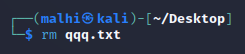 ┌──(malhi㉿kali)-[~/Desktop]
└─$ rm qqq.txt